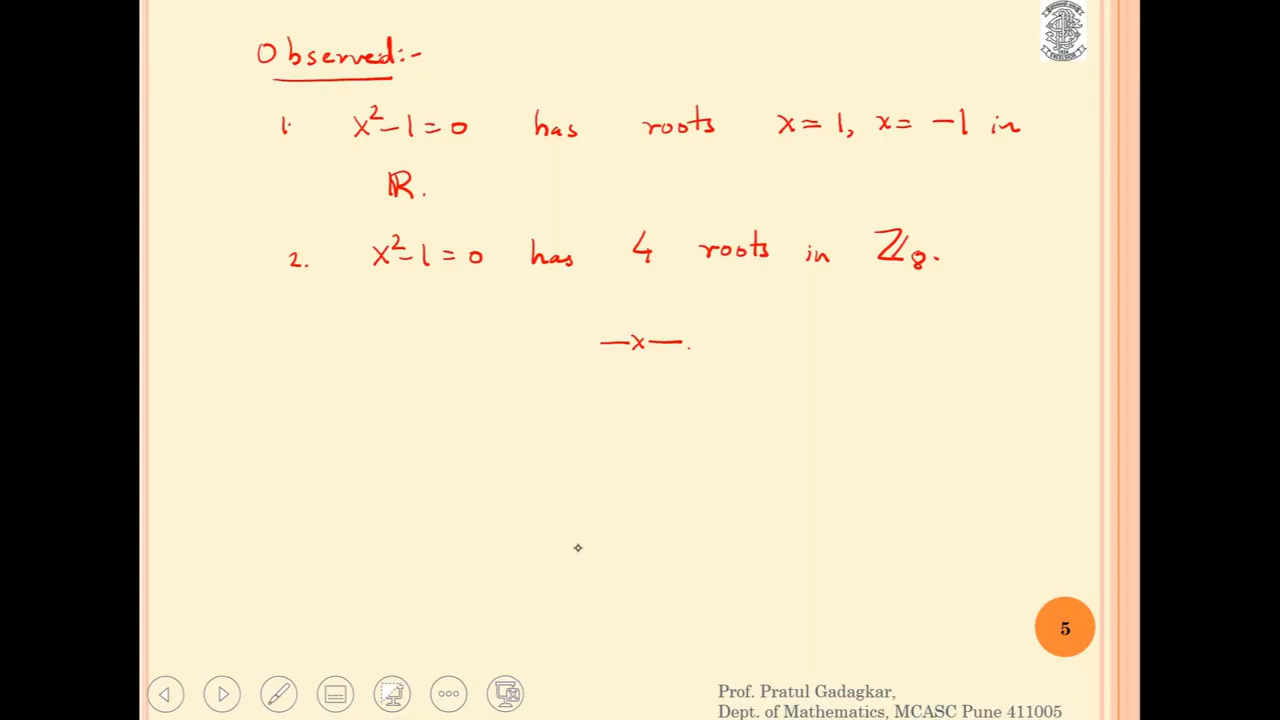 Observed:-
1. x²-1=0 has roots x=1, x=-1 in
ℝ.
2. x²-1=0 has 4 roots in ℤ₈.
—x—.
5
Prof. Pratul Gadagkar,
Dept. of Mathematics, MCASC Pune 411005